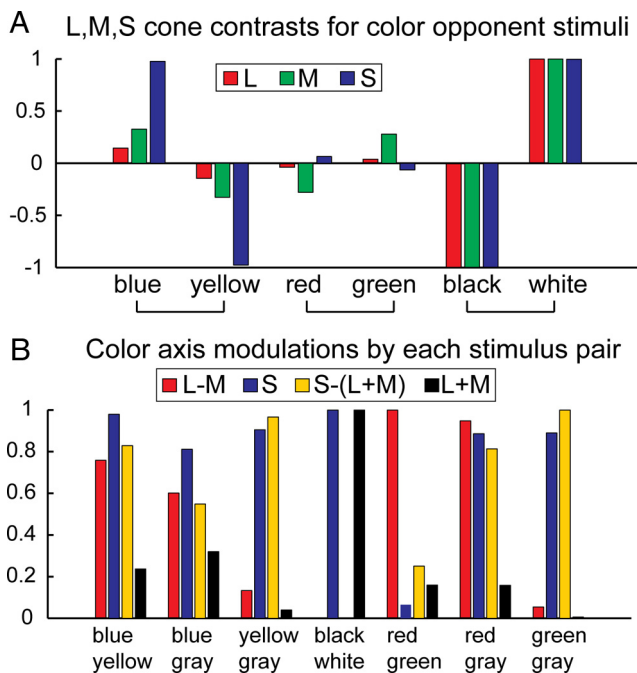 A L,M,S cone contrasts for color opponent stimuli
L M S
1
0.5
0
-0.5
-1
blue yellow red green black white
B Color axis modulations by each stimulus pair
L-M S S-(L+M) L+M
1
0.8
0.6
0.4
0.2
0
blue blue yellow black red red green
yellow gray gray white green gray gray